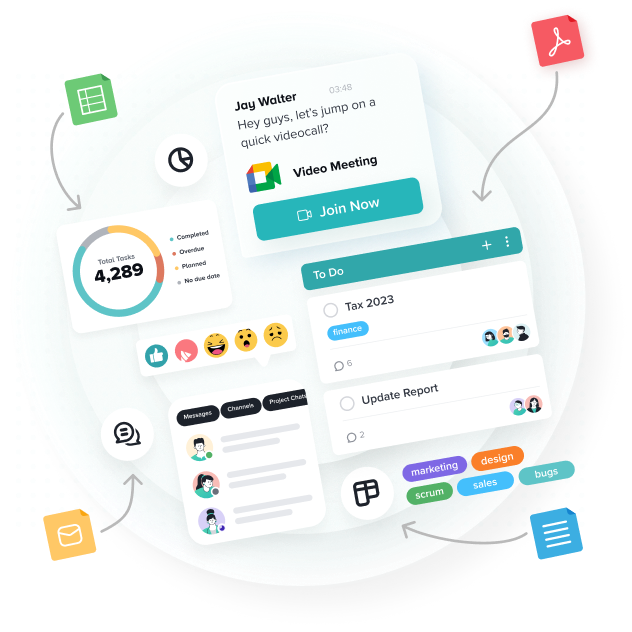 Jay Walter 03:48
Hey guys, let's jump on a
quick videocall?
Video Meeting
Join Now
Total Tasks
4,289
Completed
Overdue
Planned
No due date
To Do
Tax 2023
finance
6
Update Report
2
Messages
Channels
Project Chats
marketing
design
scrum
sales
bugs